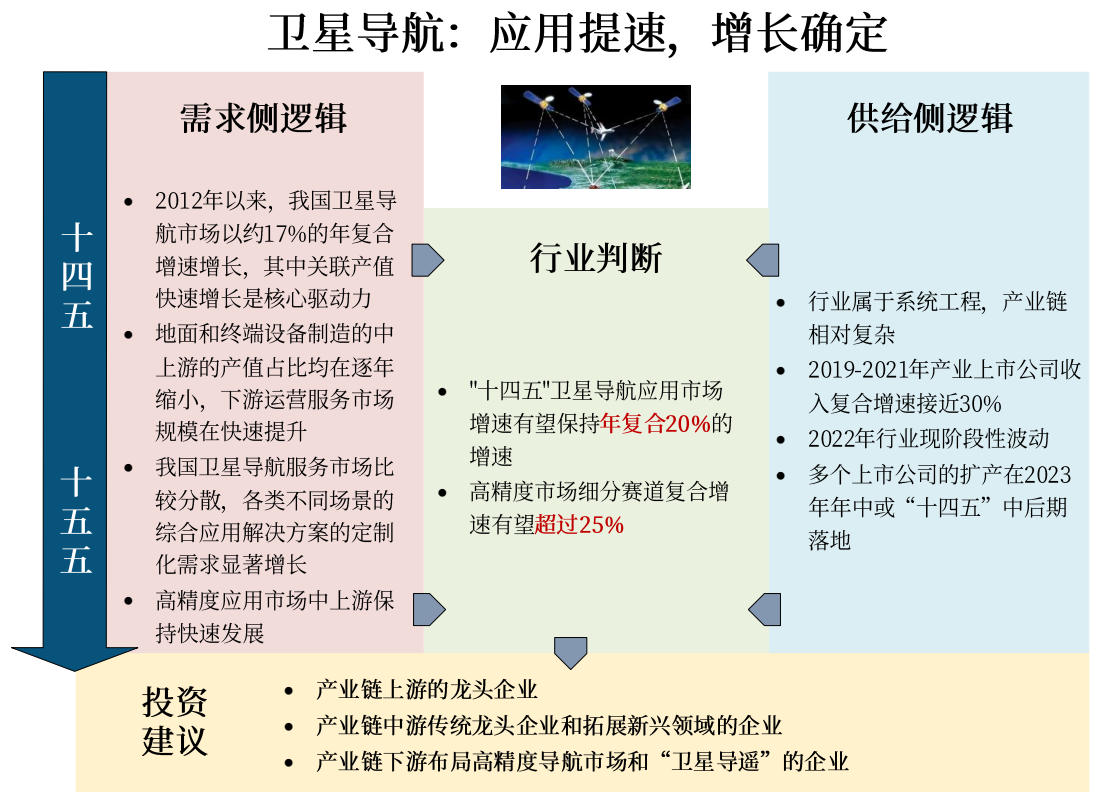 卫星导航：应用提速，增长确定
十四五
十五五
需求侧逻辑
• 2012年以来，我国卫星导
航市场以约17%的年复合
增速增长，其中关联产值
快速增长是核心驱动力
• 地面和终端设备制造的中
上游的产值占比均在逐年
缩小，下游运营服务市场
规模在快速提升
• 我国卫星导航服务市场比
较分散，各类不同场景的
综合应用解决方案的定制
化需求显著增长
• 高精度应用市场中上游保
持快速发展
行业判断
• "十四五"卫星导航应用市场
增速有望保持年复合20%的
增速
• 高精度市场细分赛道复合增
速有望超过25%
供给侧逻辑
• 行业属于系统工程，产业链
相对复杂
• 2019-2021年产业上市公司收
入复合增速接近30%
• 2022年行业现阶段性波动
• 多个上市公司的扩产在2023
年年中或“十四五”中后期
落地
投资
建议
• 产业链上游的龙头企业
• 产业链中游传统龙头企业和拓展新兴领域的企业
• 产业链下游布局高精度导航市场和“卫星导遥”的企业